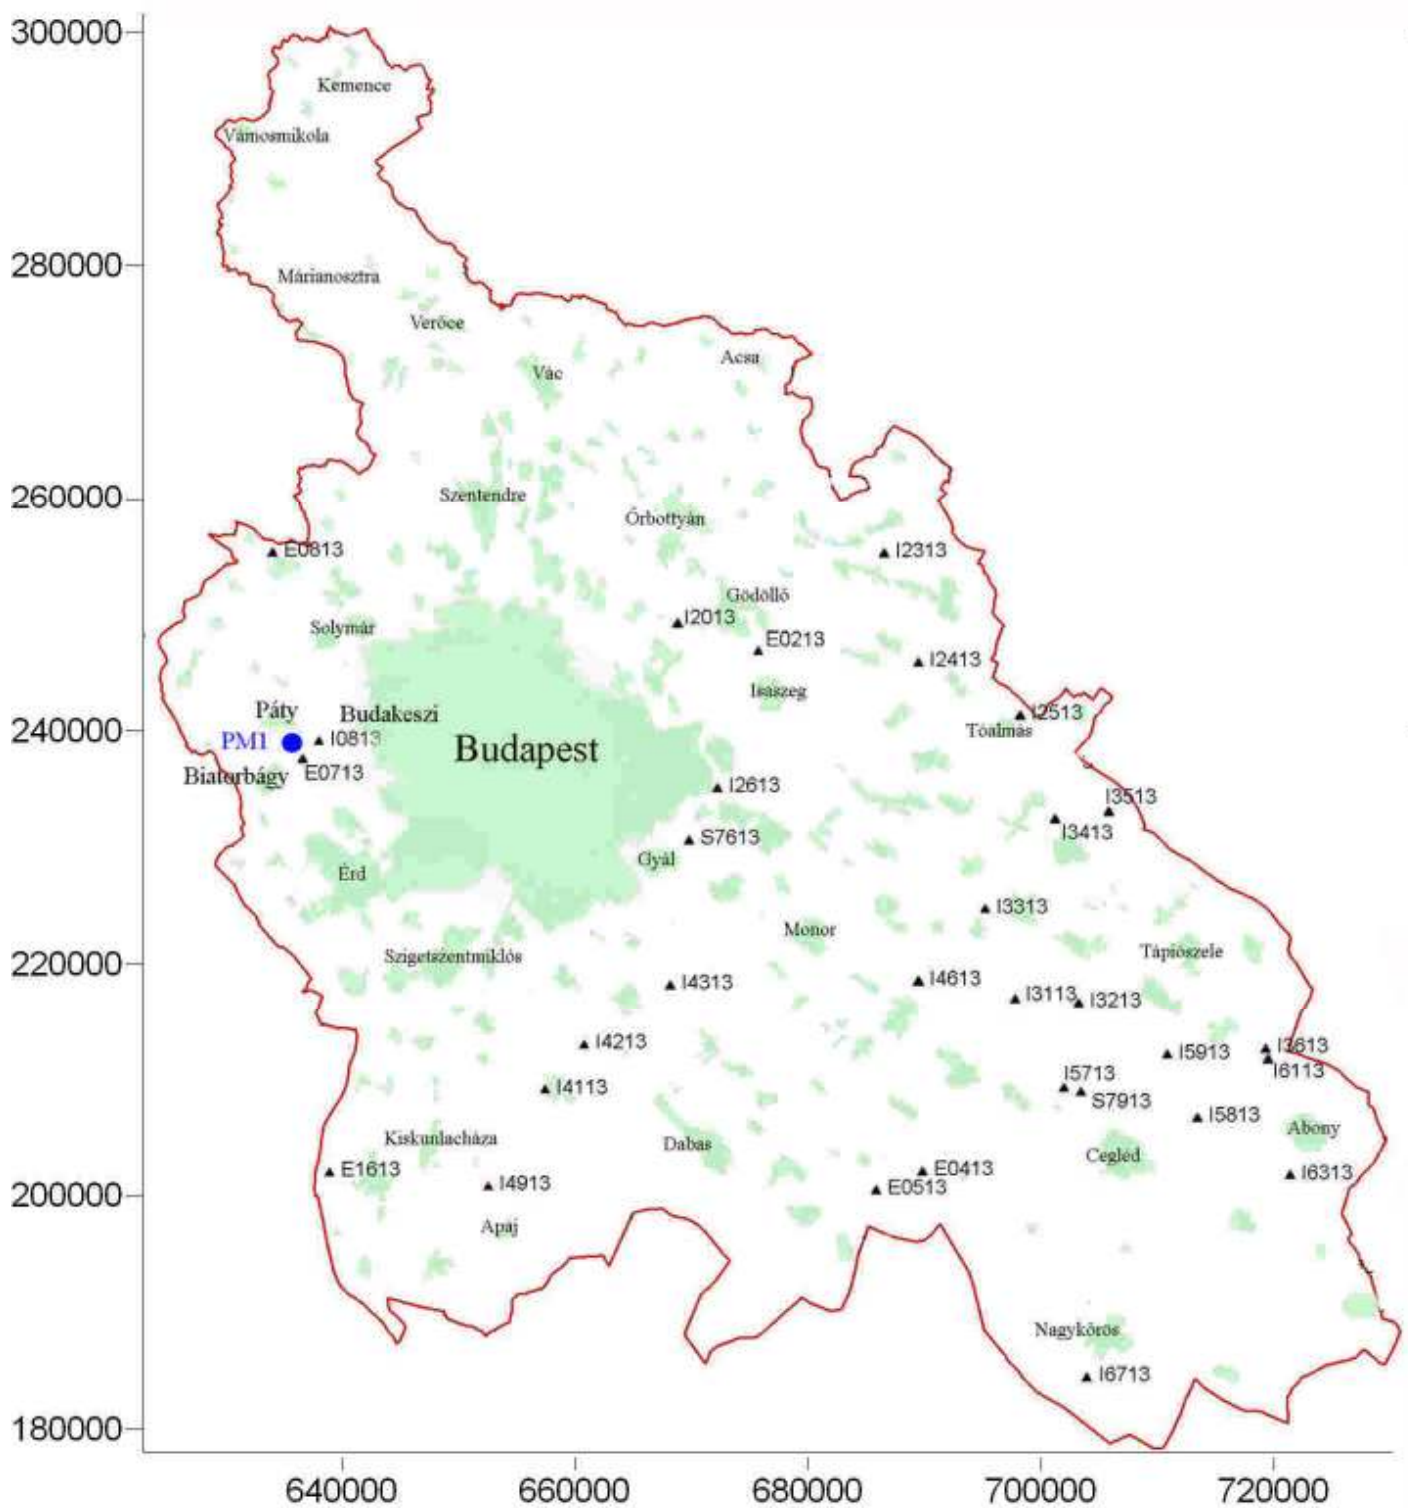 300000
Kemence
Vámosmikola
280000
Márianosztra
Verőce
Acsa
Vác
260000
Szentendre
Őrbottyán
E0813
I2313
Gödöllő
I2013
Solymár
E0213
I2413
Isaszeg
Páty
Budakeszi
I2513
240000
Tóalmás
PM1
I0813
Budapest
Biatorbágy
E0713
I2613
I3513
I3413
S7613
Gyál
Érd
I3313
Monor
Tápiószele
Szigetszentmiklós
220000
I4313
I4613
I3113
I3213
I4213
I5913
I3613
I6113
I5713
I4113
S7913
I5813
Abony
Kiskunlacháza
Dabas
Cegléd
E1613
E0413
I6313
I4913
E0513
200000
Apaj
Nagykőrös
I6713
180000
640000
660000
680000
700000
720000